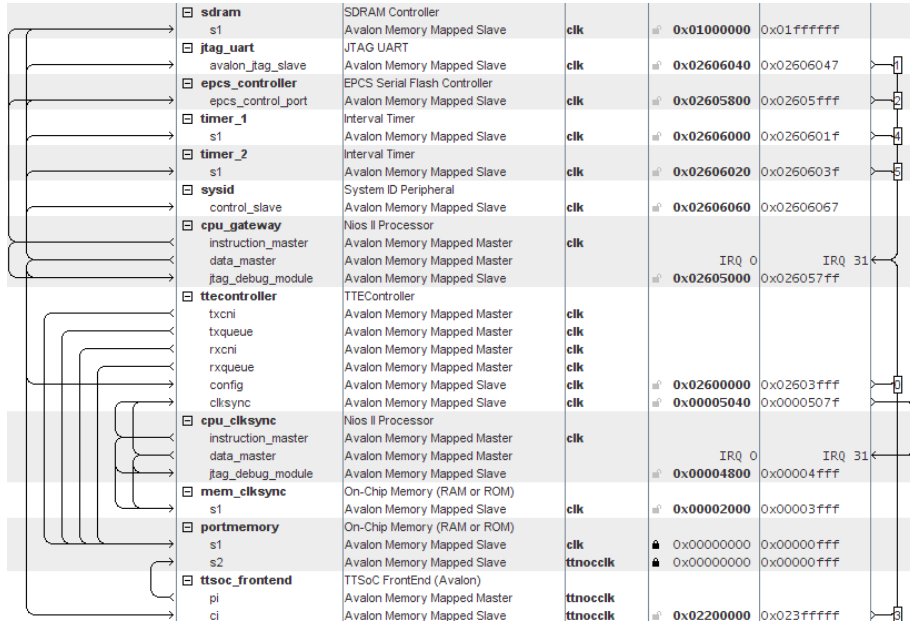 sdram SDRAM Controller
s1 Avalon Memory Mapped Slave clk 0x01000000 0x01ffffff
jtag_uart JTAG UART
avalon_jtag_slave Avalon Memory Mapped Slave clk 0x02606040 0x02606047 1
epcs_controller EPCS Serial Flash Controller
epcs_control_port Avalon Memory Mapped Slave clk 0x02605800 0x02605fff 2
timer_1 Interval Timer
s1 Avalon Memory Mapped Slave clk 0x02606000 0x0260601f 4
timer_2 Interval Timer
s1 Avalon Memory Mapped Slave clk 0x02606020 0x0260603f 5
sysid System ID Peripheral
control_slave Avalon Memory Mapped Slave clk 0x02606060 0x02606067
cpu_gateway Nios II Processor
instruction_master Avalon Memory Mapped Master clk
data_master Avalon Memory Mapped Master IRQ 0 IRQ 31
jtag_debug_module Avalon Memory Mapped Slave 0x02605000 0x026057ff
ttecontroller TTEController
txcni Avalon Memory Mapped Master clk
txqueue Avalon Memory Mapped Master clk
rxcni Avalon Memory Mapped Master clk
rxqueue Avalon Memory Mapped Master clk
config Avalon Memory Mapped Slave clk 0x02600000 0x02603fff 0
clksync Avalon Memory Mapped Slave clk 0x00005040 0x0000507f
cpu_clksync Nios II Processor
instruction_master Avalon Memory Mapped Master clk
data_master Avalon Memory Mapped Master IRQ 0 IRQ 31
jtag_debug_module Avalon Memory Mapped Slave 0x00004800 0x00004fff
mem_clksync On-Chip Memory (RAM or ROM)
s1 Avalon Memory Mapped Slave clk 0x00002000 0x00003fff
portmemory On-Chip Memory (RAM or ROM)
s1 Avalon Memory Mapped Slave clk 0x00000000 0x00000fff
s2 Avalon Memory Mapped Slave ttnocclk 0x00000000 0x00000fff
ttsoc_frontend TTSoC FrontEnd (Avalon)
pi Avalon Memory Mapped Master ttnocclk
ci Avalon Memory Mapped Slave ttnocclk 0x02200000 0x023fffff 3